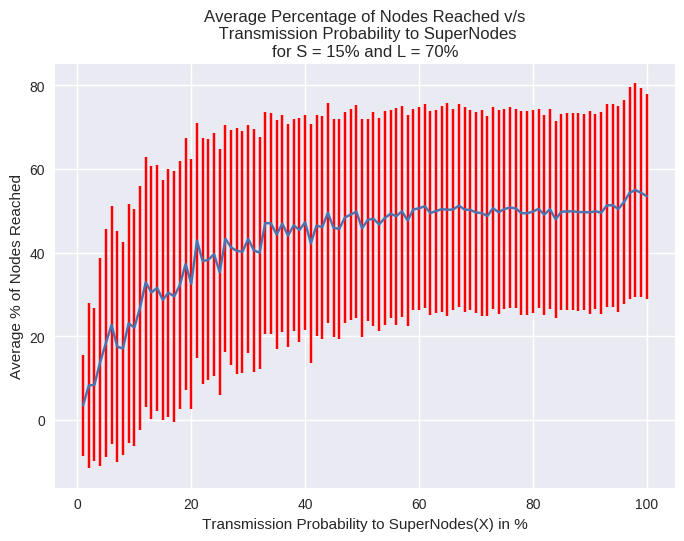 Average Percentage of Nodes Reached v/s
Transmission Probability to SuperNodes
for S = 15% and L = 70%
Average % of Nodes Reached
80
60
40
20
0
0 20 40 60 80 100
Transmission Probability to SuperNodes(X) in %